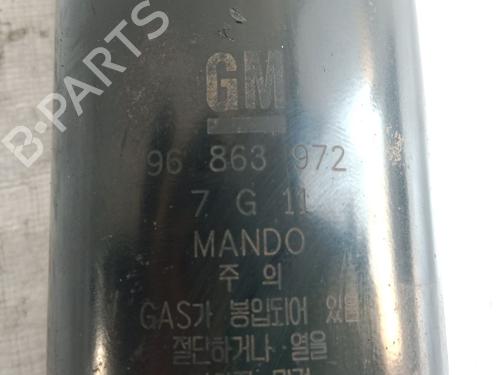 GM
96 863 972
7 G 11
MANDO
주 의
GAS가 봉입되어 있을
절단하거나 열을
B-PARTS